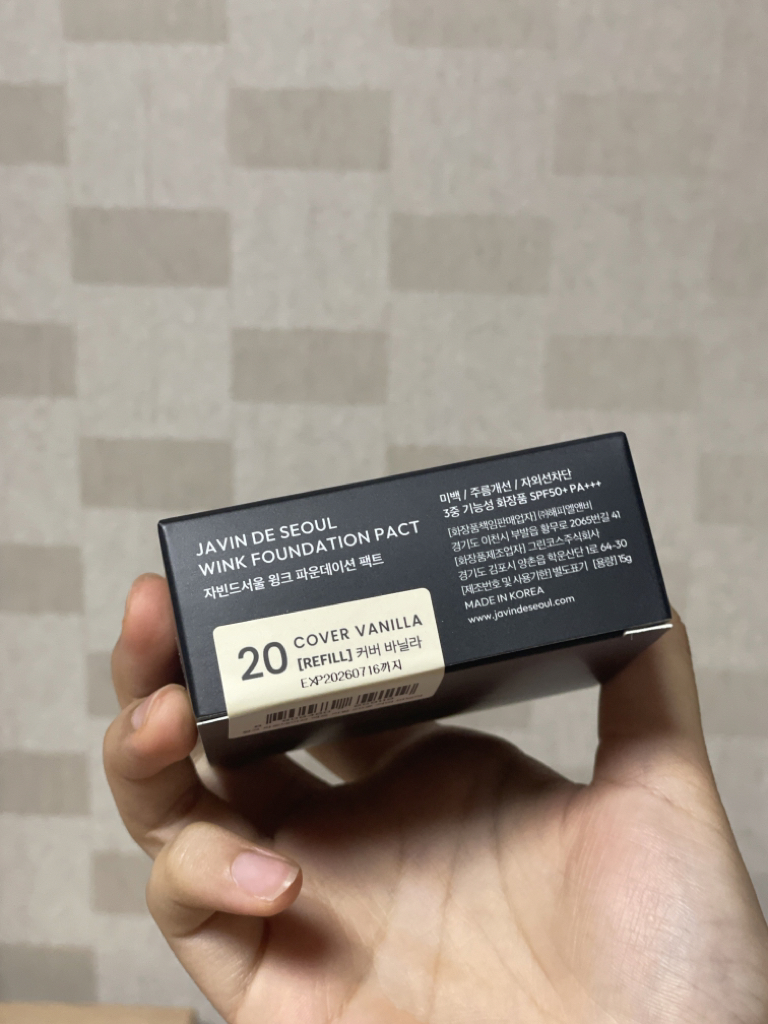 JAVIN DE SEOUL
WINK FOUNDATION PACT
자빈드서울 윙크 파운데이션 팩트
20 COVER VANILLA
[REFILL] 커버 바닐라
EXP20260716까지
미백 / 주름개선 / 자외선차단
3중 기능성 화장품 SPF50+ PA+++
[화장품책임판매업자] ㈜해피엘앤비
경기도 이천시 부발읍 황무로 2065번길 41
[화장품제조업자] 그린코스주식회사
경기도 김포시 양촌읍 학운산단 1로 64-30
[제조번호 및 사용기한] 별도표기 [용량] 15g
MADE IN KOREA
www.javindeseoul.com